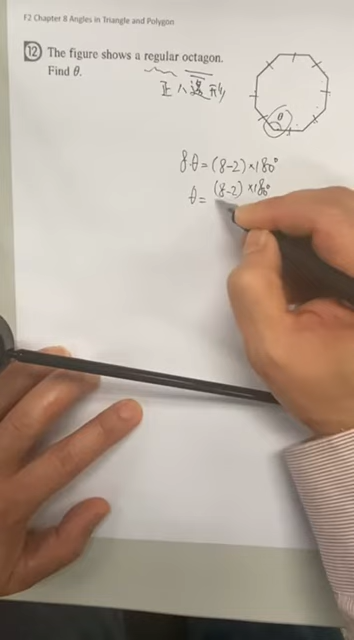 F2 Chapter 8 Angles in Triangle and Polygon
12 The figure shows a regular octagon.
Find θ.
正八邊形
θ
8θ = (8-2) × 180°
θ = (8-2) × 180°